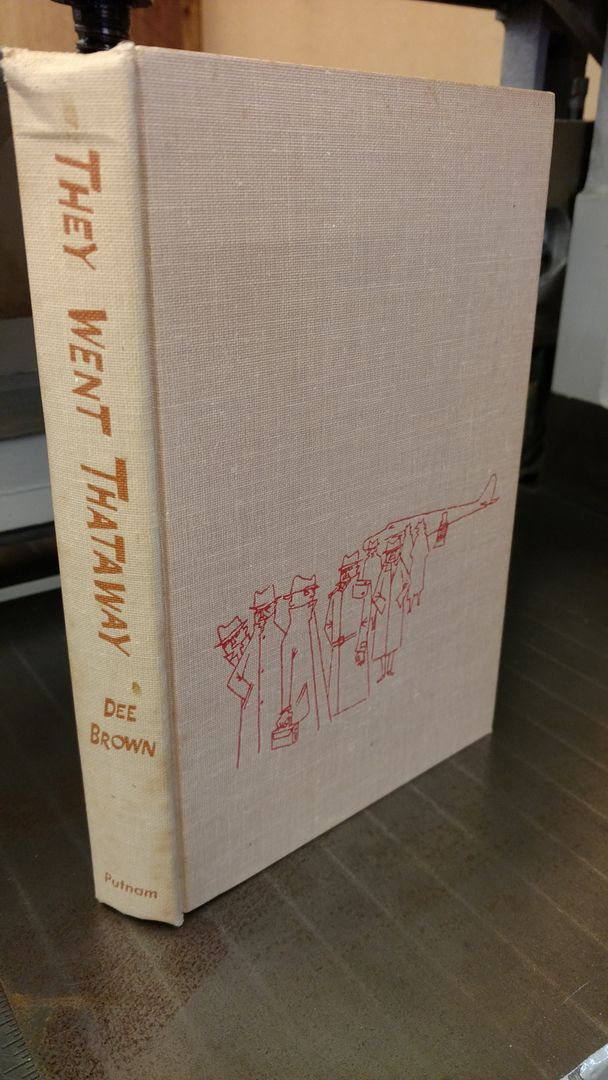 THEY WENT THATAWAY
DEE
BROWN
Putnam